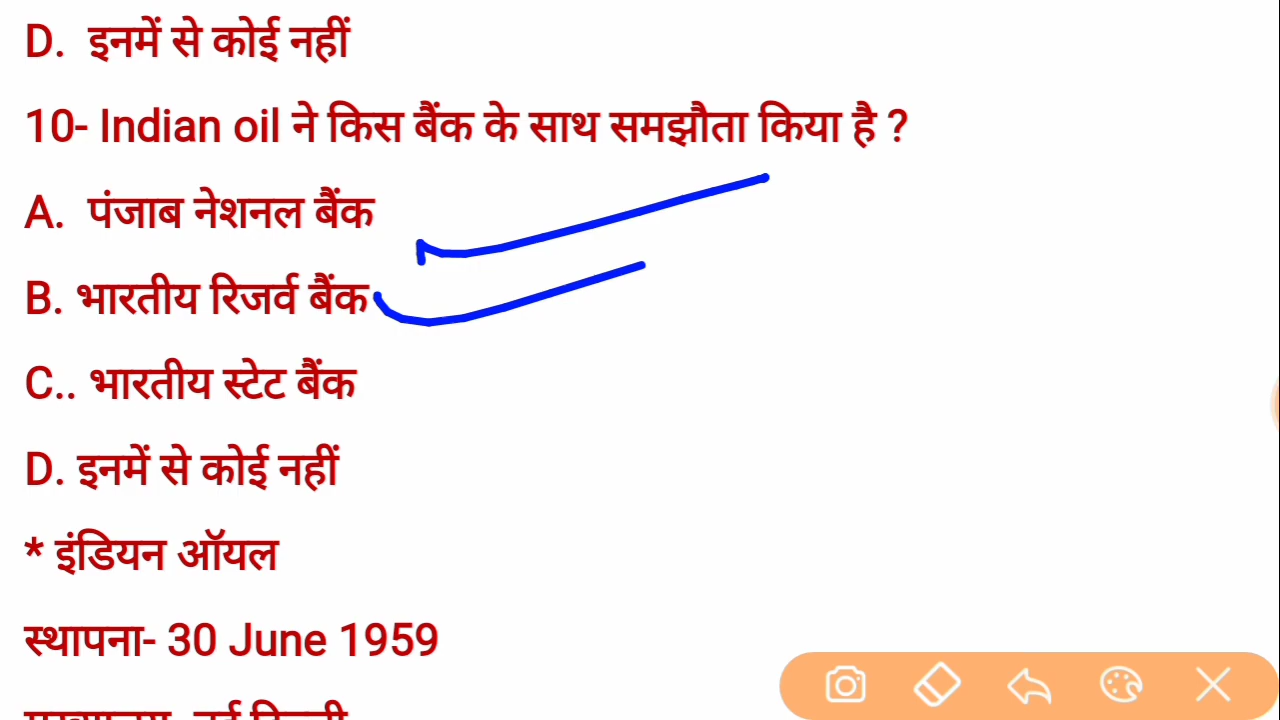 D. इनमें से कोई नहीं
10- Indian oil ने किस बैंक के साथ समझौता किया है ?
A. पंजाब नेशनल बैंक
B. भारतीय रिजर्व बैंक
C.. भारतीय स्टेट बैंक
D. इनमें से कोई नहीं
* इंडियन ऑयल
स्थापना- 30 June 1959